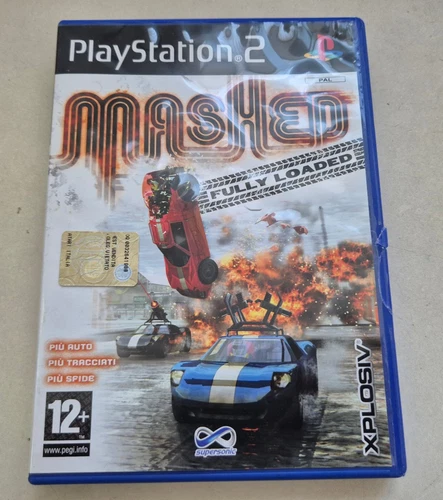 PlayStation®2
PAL
MASHED
FULLY LOADED
PIÙ AUTO
PIÙ TRACCIATI
PIÙ SFIDE
12+
www.pegi.info
supersonic
XPLOSIV